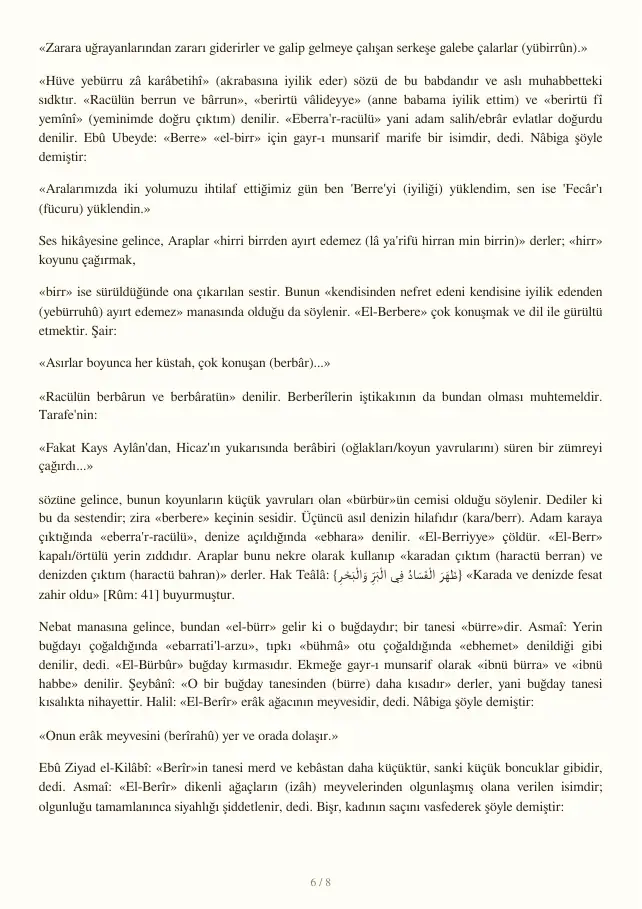 «Zarara uğrayanlarından zararı giderirler ve galip gelmeye çalışan serkeşe galebe çalarlar (yübirrûn).»
«Hüve yebürru zâ karâbetihî» (akrabasına iyilik eder) sözü de bu babdandır ve aslı muhabbetteki
sıdktır. «Racülün berrun ve bârrun», «berirtü vâlideyye» (anne babama iyilik ettim) ve «berirtü fî
yemînî» (yeminimde doğru çıktım) denilir. «Eberra'r-racülü» yani adam salih/ebrâr evlatlar doğurdu
denilir. Ebû Ubeyde: «Berre» «el-birr» için gayr-ı munsarif marife bir isimdir, dedi. Nâbiga şöyle
demiştir:
«Aralarımızda iki yolumuzu ihtilaf ettiğimiz gün ben 'Berre'yi (iyiliği) yüklendim, sen ise 'Fecâr'ı
(fücuru) yüklendin.»
Ses hikâyesine gelince, Araplar «hirri birrden ayırt edemez (lâ ya'rifü hirran min birrin)» derler; «hirr»
koyunu çağırmak,
«birr» ise sürüldüğünde ona çıkarılan sestir. Bunun «kendisinden nefret edeni kendisine iyilik edenden
(yebürruhû) ayırt edemez» manasında olduğu da söylenir. «El-Berbere» çok konuşmak ve dil ile gürültü
etmektir. Şair:
«Asırlar boyunca her küstah, çok konuşan (berbâr)...»
«Racülün berbârun ve berbâratün» denilir. Berberîlerin iştikakının da bundan olması muhtemeldir.
Tarafe'nin:
«Fakat Kays Aylân'dan, Hicaz'ın yukarısında berâbiri (oğlakları/koyun yavrularını) süren bir zümreyi
çağırdı...»
sözüne gelince, bunun koyunların küçük yavruları olan «bürbür»ün cemisi olduğu söylenir. Dediler ki
bu da sestendir; zira «berbere» keçinin sesidir. Üçüncü asıl denizin hilafıdır (kara/berr). Adam karaya
çıktığında «eberra'r-racülü», denize açıldığında «ebhara» denilir. «El-Berriyye» çöldür. «El-Berr»
kapalı/örtülü yerin zıddıdır. Araplar bunu nekre olarak kullanıp «karadan çıktım (haractü berran) ve
denizden çıktım (haractü bahran)» derler. Hak Teâlâ: {ظَهَرَ الْفَسَادُ فِي الْبَرِّ وَالْبَحْرِ} «Karada ve denizde fesat
zahir oldu» [Rûm: 41] buyurmuştur.
Nebat manasına gelince, bundan «el-bürr» gelir ki o buğdaydır; bir tanesi «bürre»dir. Asmaî: Yerin
buğdayı çoğaldığında «ebarrati'l-arzu», tıpkı «bühmâ» otu çoğaldığında «ebhemet» denildiği gibi
denilir, dedi. «El-Bürbûr» buğday kırmasıdır. Ekmeğe gayr-ı munsarif olarak «ibnü bürra» ve «ibnü
habbe» denilir. Şeybânî: «O bir buğday tanesinden (bürre) daha kısadır» derler, yani buğday tanesi
kısalıkta nihayettir. Halil: «El-Berîr» erâk ağacının meyvesidir, dedi. Nâbiga şöyle demiştir:
«Onun erâk meyvesini (berîrahû) yer ve orada dolaşır.»
Ebû Ziyad el-Kilâbî: «Berîr»in tanesi merd ve kebâstan daha küçüktür, sanki küçük boncuklar gibidir,
dedi. Asmaî: «El-Berîr» dikenli ağaçların (izâh) meyvelerinden olgunlaşmış olana verilen isimdir;
olgunluğu tamamlanınca siyahlığı şiddetlenir, dedi. Bişr, kadının saçını vasfederek şöyle demiştir:
6 / 8